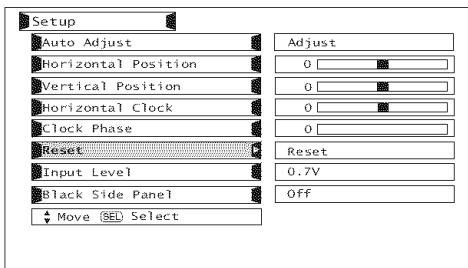 Setup
Auto Adjust Adjust
Horizontal Position 0
Vertical Position 0
Horizontal Clock 0
Clock Phase 0
Reset Reset
Input Level 0.7V
Black Side Panel Off
Move SEL Select